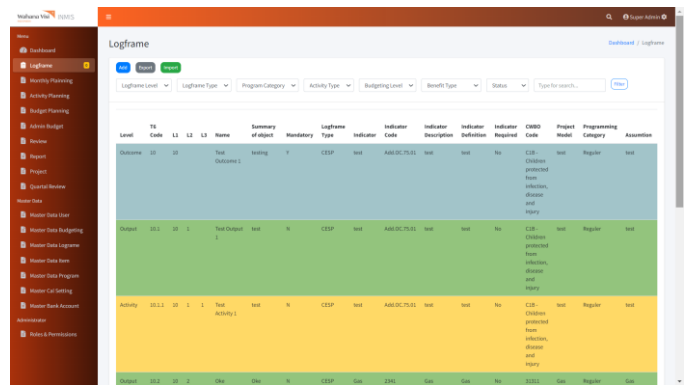 Wahana Visi INMIS
Super Admin
Menu
Dashboard
Logframe
Monthly Plainning
Activity Planning
Budget Planning
Admin Budget
Review
Report
Project
Quartal Review
Master Data
Master Data User
Master Data Budgeting
Master Data Lograme
Master Data Item
Master Data Program
Master Cal Setting
Master Bank Account
Administrator
Roles & Permissions
Logframe
Dashboard / Logframe
Add Export Import
Logframe Level Logframe Type Program Category Activity Type Budgeting Level Benefit Type Status Type for search... Filter
Level TS Code L1 L2 L3 Name Summary of object Mandatory Logframe Type Indicator Indicator Code Indicator Description Indicator Definition Indicator Required CWBO Code Project Model Programming Category Assumtion
Outcome 10 10 Test Outcome 1 testing Y CESP test Add.OC.75.01 test test No C1B - Children protected from infection, disease and injury test Reguler test
Output 10.1 10 1 Test Output 1 test N CESP test Add.OC.75.01 test test No C1B - Children protected from infection, disease and injury test Reguler test
Activity 10.1.1 10 1 1 Test Activity 1 test N CESP test Add.OC.75.01 test test No C1B - Children protected from infection, disease and injury test Reguler test
Output 10.2 10 2 Oke Oke N CESP Gas 2341 Gas Gas No 31311 Gas Reguler Gas